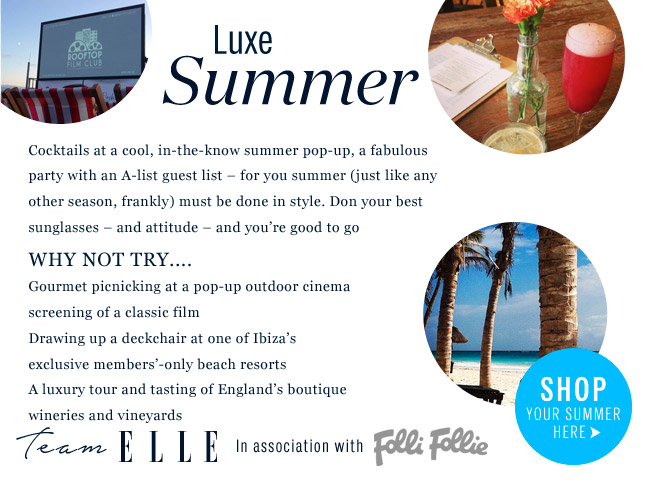 ROOFTOP
FILM CLUB
Luxe
Summer
Cocktails at a cool, in-the-know summer pop-up, a fabulous
party with an A-list guest list – for you summer (just like any
other season, frankly) must be done in style. Don your best
sunglasses – and attitude – and you're good to go
WHY NOT TRY....
Gourmet picnicking at a pop-up outdoor cinema
screening of a classic film
Drawing up a deckchair at one of Ibiza's
exclusive members'-only beach resorts
A luxury tour and tasting of England's boutique
wineries and vineyards
SHOP
YOUR SUMMER
HERE
Team ELLE In association with Folli Follie